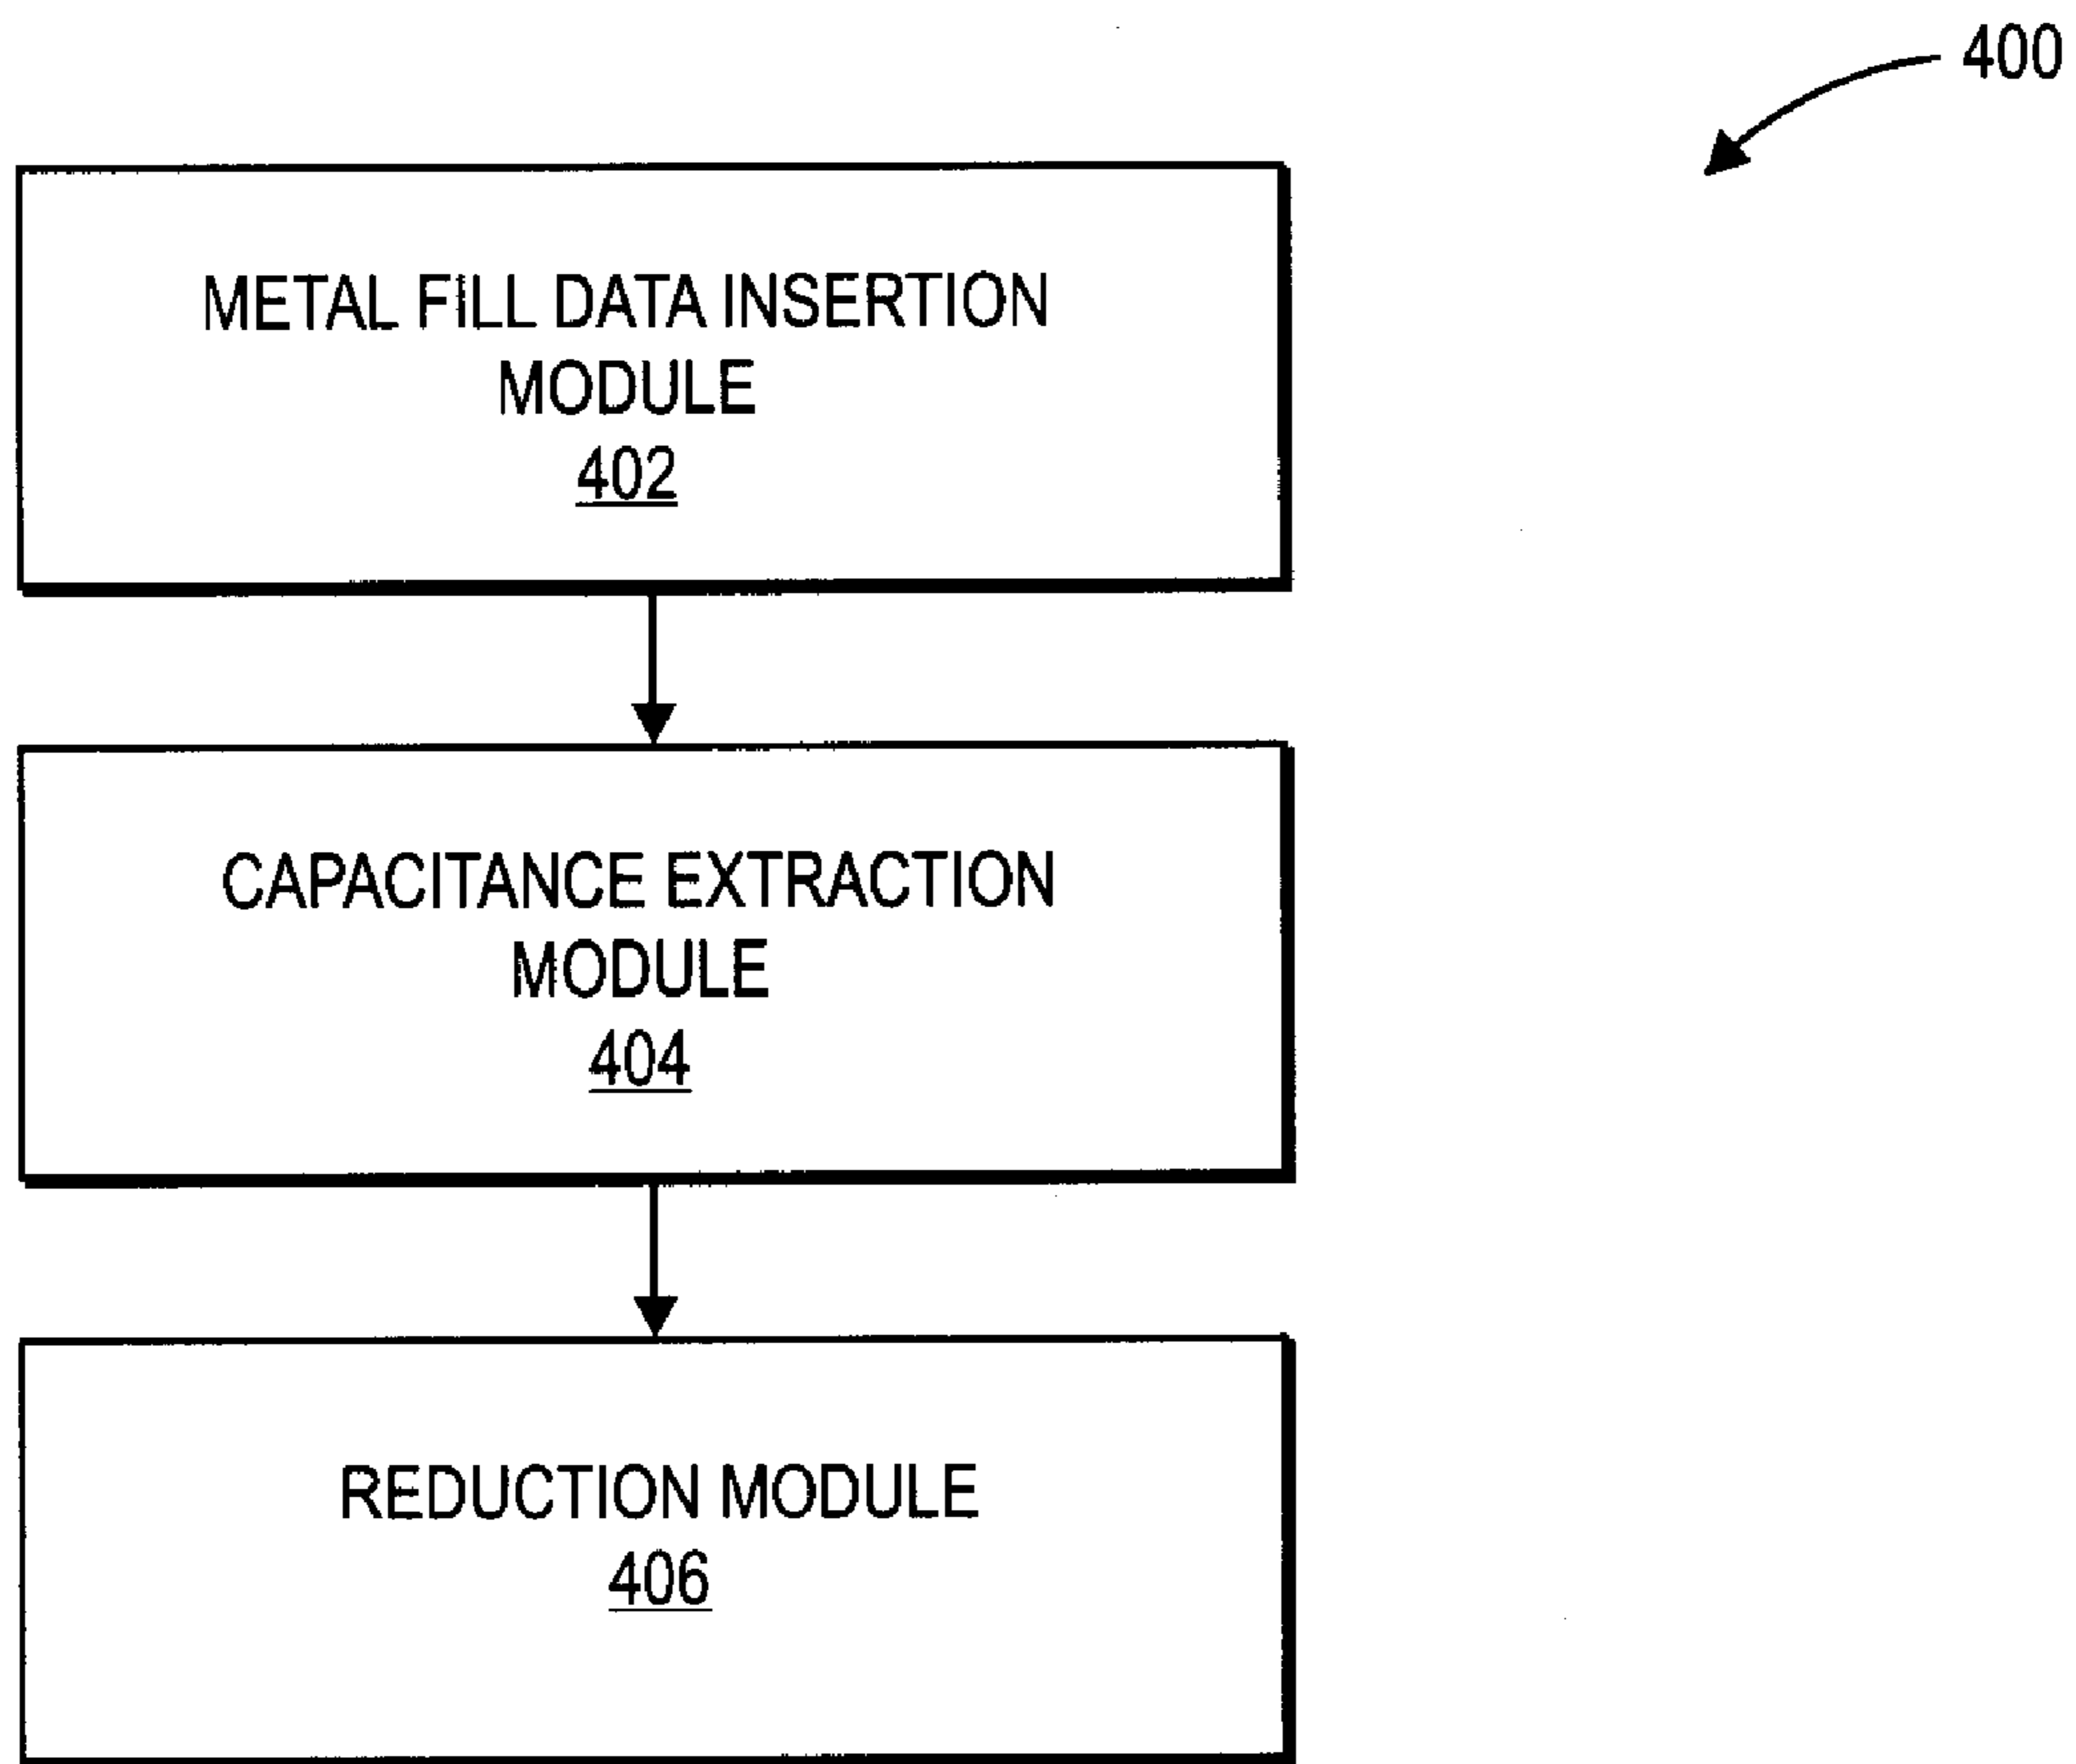 400
METAL FILL DATA INSERTION
MODULE
402
CAPACITANCE EXTRACTION
MODULE
404
REDUCTION MODULE
406